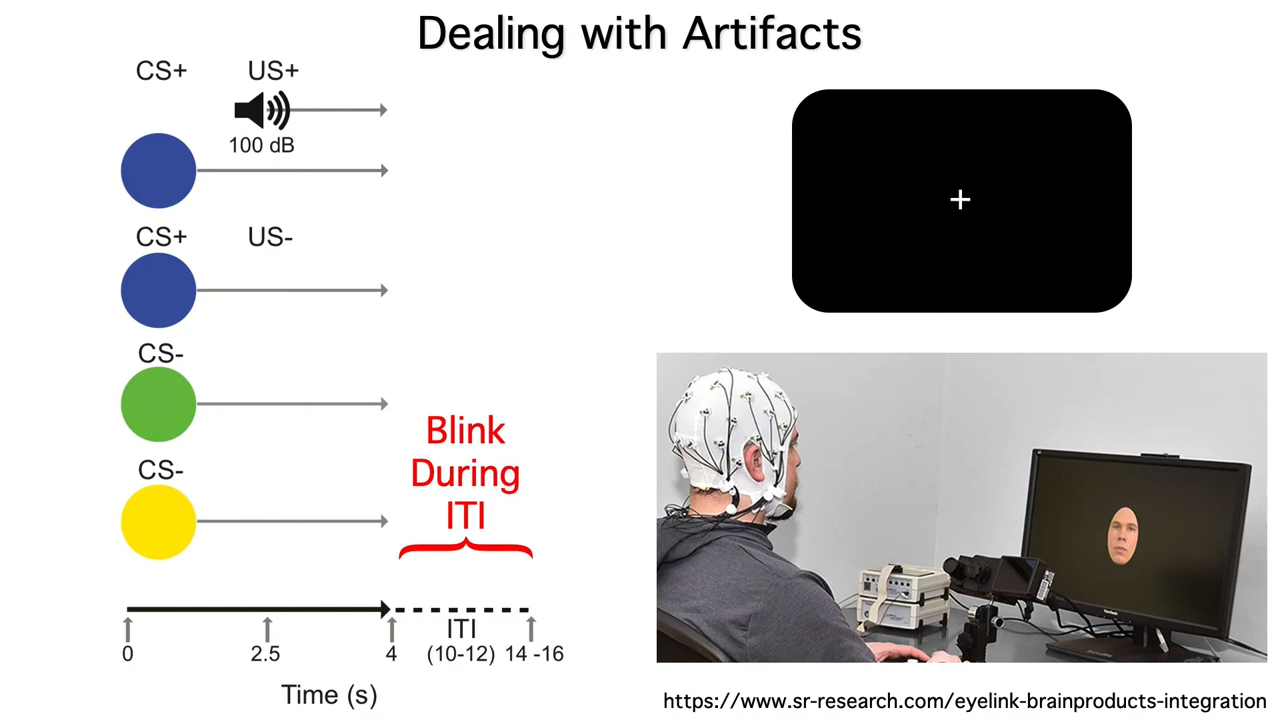 Dealing with Artifacts
CS+ US+
100 dB
CS+ US-
CS-
CS-
Blink
During
ITI
ITI
0 2.5 4 (10-12) 14 -16
Time (s)
+
https://www.sr-research.com/eyelink-brainproducts-integration